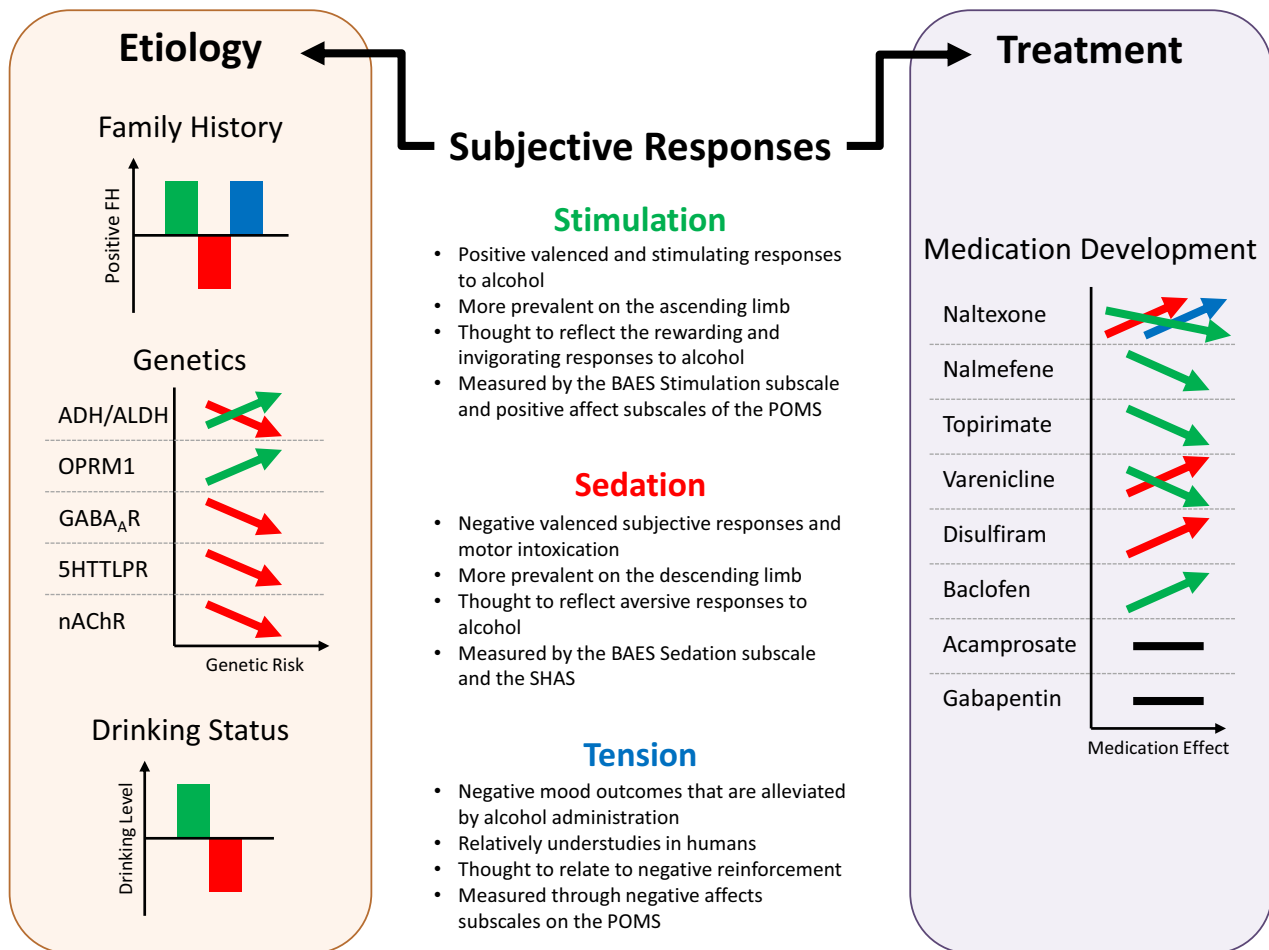 Etiology
Family History
Positive FH
Genetics
ADH/ALDH
OPRM1
GABA_AR
5HTTLPR
nAChR
Genetic Risk
Drinking Status
Drinking Level
Subjective Responses
Stimulation
• Positive valenced and stimulating responses
to alcohol
• More prevalent on the ascending limb
• Thought to reflect the rewarding and
invigorating responses to alcohol
• Measured by the BAES Stimulation subscale
and positive affect subscales of the POMS
Sedation
• Negative valenced subjective responses and
motor intoxication
• More prevalent on the descending limb
• Thought to reflect aversive responses to
alcohol
• Measured by the BAES Sedation subscale
and the SHAS
Tension
• Negative mood outcomes that are alleviated
by alcohol administration
• Relatively understudies in humans
• Thought to relate to negative reinforcement
• Measured through negative affects
subscales on the POMS
Treatment
Medication Development
Naltexone
Nalmefene
Topirimate
Varenicline
Disulfiram
Baclofen
Acamprosate
Gabapentin
Medication Effect